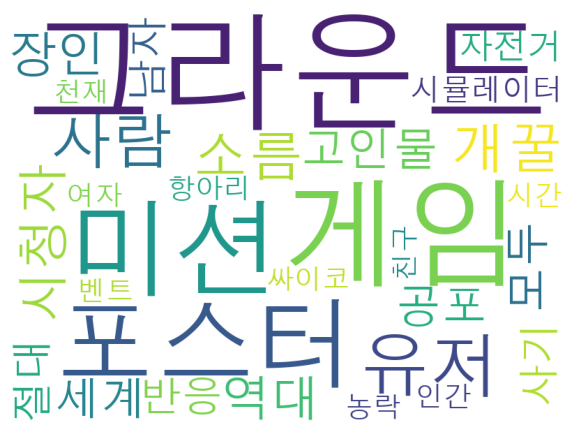 그라운드
장인
남자
자전거
천재
시뮬레이터
사람
소름
고인물
개꿀
시청자
여자
항아리
게임
시간
미션
친구
모두
벤트
싸이코
포스터
공포
유저
사기
절대
세계
반응
역대
농락
인간